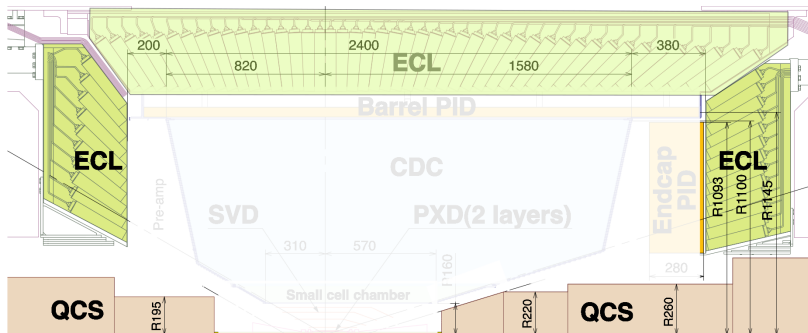 200
2400
380
820
ECL
1580
Barrel PID
ECL
CDC
ECL
Pre-amp
Endcap
PID
R1093
R1100
R1145
SVD
PXD(2 layers)
310
570
280
Small cell chamber
QCS
R195
R220
QCS
R260